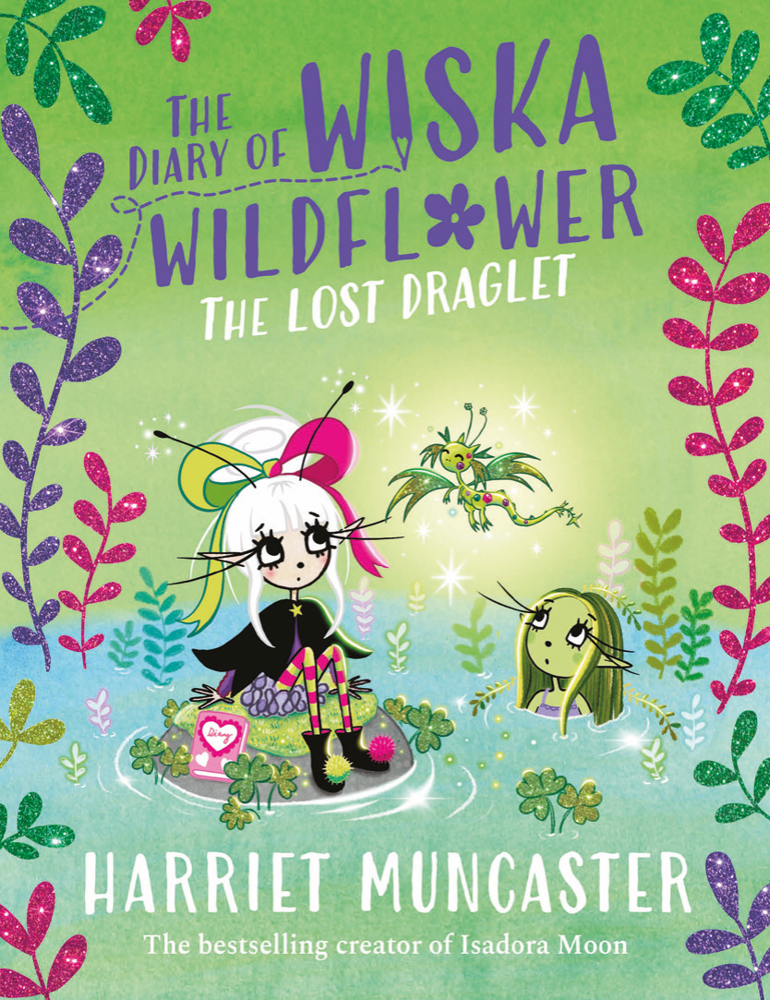 THE
DIARY OF WISKA
WILDFLOWER
THE LOST DRAGLET
Diary
HARRIET MUNCASTER
The bestselling creator of Isadora Moon